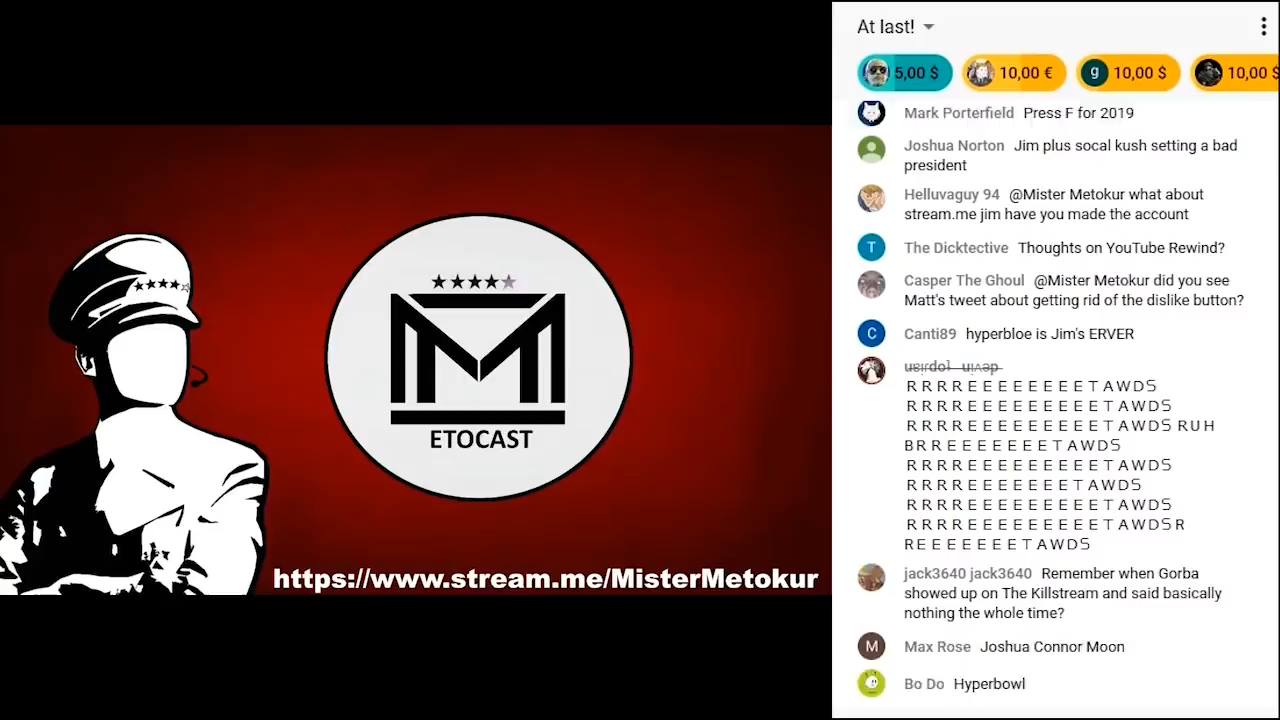 ★★★★★
★★★★★
M
ETOCAST
https://www.stream.me/MisterMetokur
At last!
5,00 $ 10,00 € g 10,00 $ 10,00 $
Mark Porterfield Press F for 2019
Joshua Norton Jim plus socal kush setting a bad
president
Helluvaguy 94 @Mister Metokur what about
stream.me jim have you made the account
T The Dicktective Thoughts on YouTube Rewind?
Casper The Ghoul @Mister Metokur did you see
Matt's tweet about getting rid of the dislike button?
C Canti89 hyperbloe is Jim's ERVER
R R R R E E E E E E E E E T A W D S
R R R R E E E E E E E E E T A W D S
R R R R E E E E E E E E E T A W D S R U H
B R R E E E E E E E T A W D S
R R R R E E E E E E E E E T A W D S
R R R R E E E E E E E T A W D S
R R R R E E E E E E E E E T A W D S
R R R R E E E E E E E E E T A W D S R
R E E E E E E E T A W D S
jack3640 jack3640 Remember when Gorba
showed up on The Killstream and said basically
nothing the whole time?
M Max Rose Joshua Connor Moon
Bo Do Hyperbowl